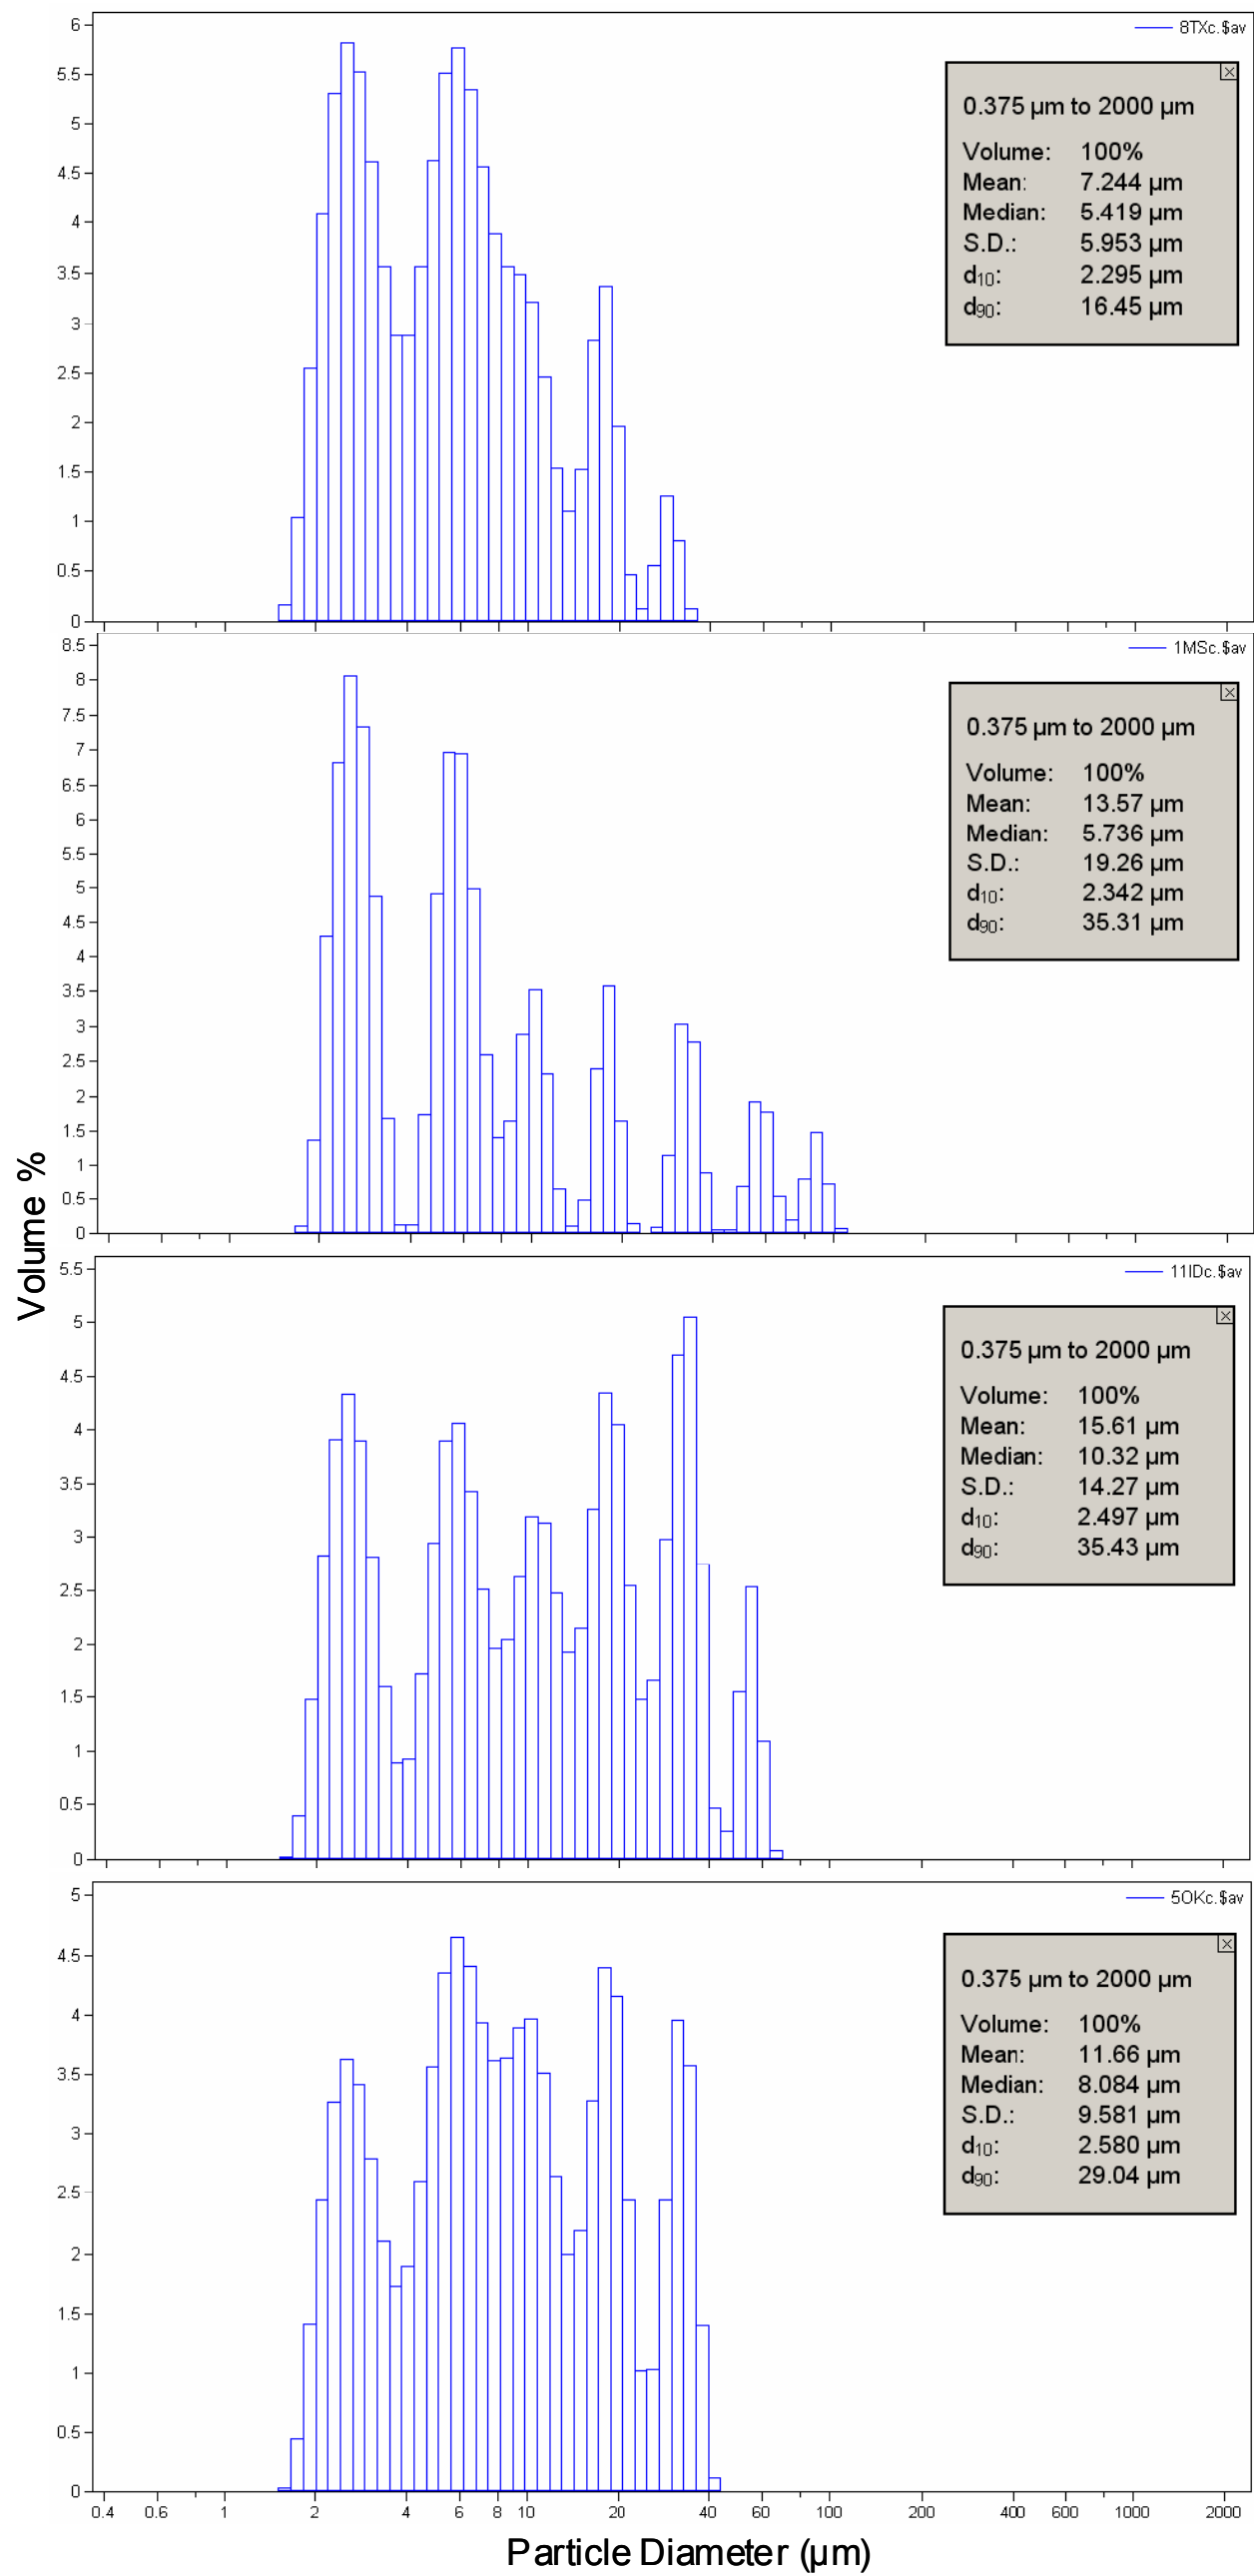 8TXc.$av
6
5.5
5
4.5
4
3.5
3
2.5
2
1.5
1
0.5
0
0.375 µm to 2000 µm
Volume: 100%
Mean: 7.244 µm
Median: 5.419 µm
S.D.: 5.953 µm
d10: 2.295 µm
d90: 16.45 µm
1MSc.$av
8.5
8
7.5
7
6.5
6
5.5
5
4.5
4
3.5
3
2.5
2
1.5
1
0.5
0
0.375 µm to 2000 µm
Volume: 100%
Mean: 13.57 µm
Median: 5.736 µm
S.D.: 19.26 µm
d10: 2.342 µm
d90: 35.31 µm
Volume %
11IDc.$av
5.5
5
4.5
4
3.5
3
2.5
2
1.5
1
0.5
0
0.375 µm to 2000 µm
Volume: 100%
Mean: 15.61 µm
Median: 10.32 µm
S.D.: 14.27 µm
d10: 2.497 µm
d90: 35.43 µm
5OKc.$av
5
4.5
4
3.5
3
2.5
2
1.5
1
0.5
0
0.375 µm to 2000 µm
Volume: 100%
Mean: 11.66 µm
Median: 8.084 µm
S.D.: 9.581 µm
d10: 2.580 µm
d90: 29.04 µm
0.4 0.6 1 2 4 6 8 10 20 40 60 100 200 400 600 1000 2000
Particle Diameter (µm)